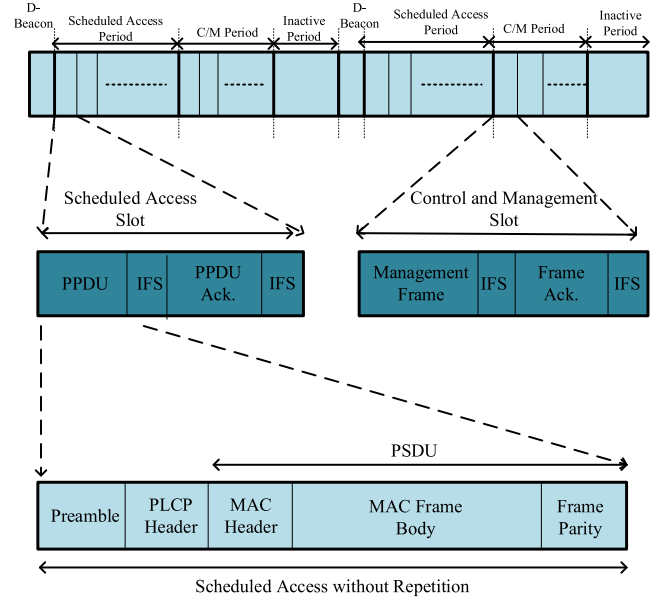 D-
Beacon
Scheduled Access
Period
C/M Period
Inactive
Period
D-
Beacon
Scheduled Access
Period
C/M Period
Inactive
Period
Scheduled Access
Slot
Control and Management
Slot
PPDU
IFS
PPDU
Ack.
IFS
Management
Frame
IFS
Frame
Ack.
IFS
PSDU
Preamble
PLCP
Header
MAC
Header
MAC Frame
Body
Frame
Parity
Scheduled Access without Repetition